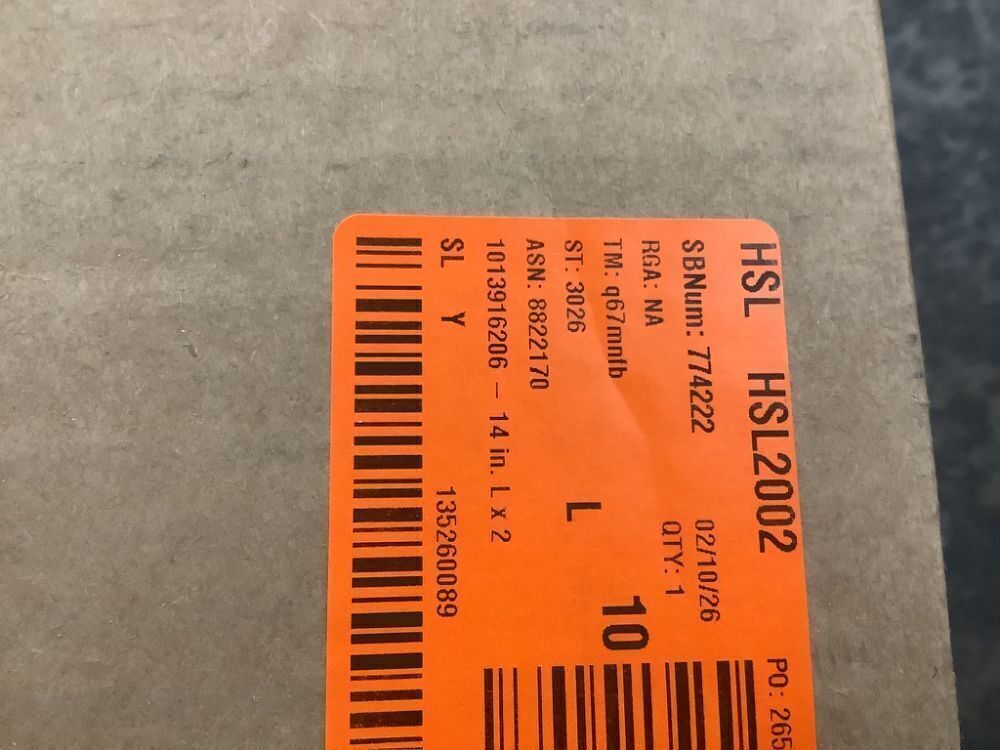 HSL HSL2002
PO: 265
SBNum: 774222 02/10/26
RGA: NA QTY: 1
TM: q67mnfb 10
ST: 3026 L
ASN: 8822170
1013916206 - 14 in. L x 2
SL Y 135260089